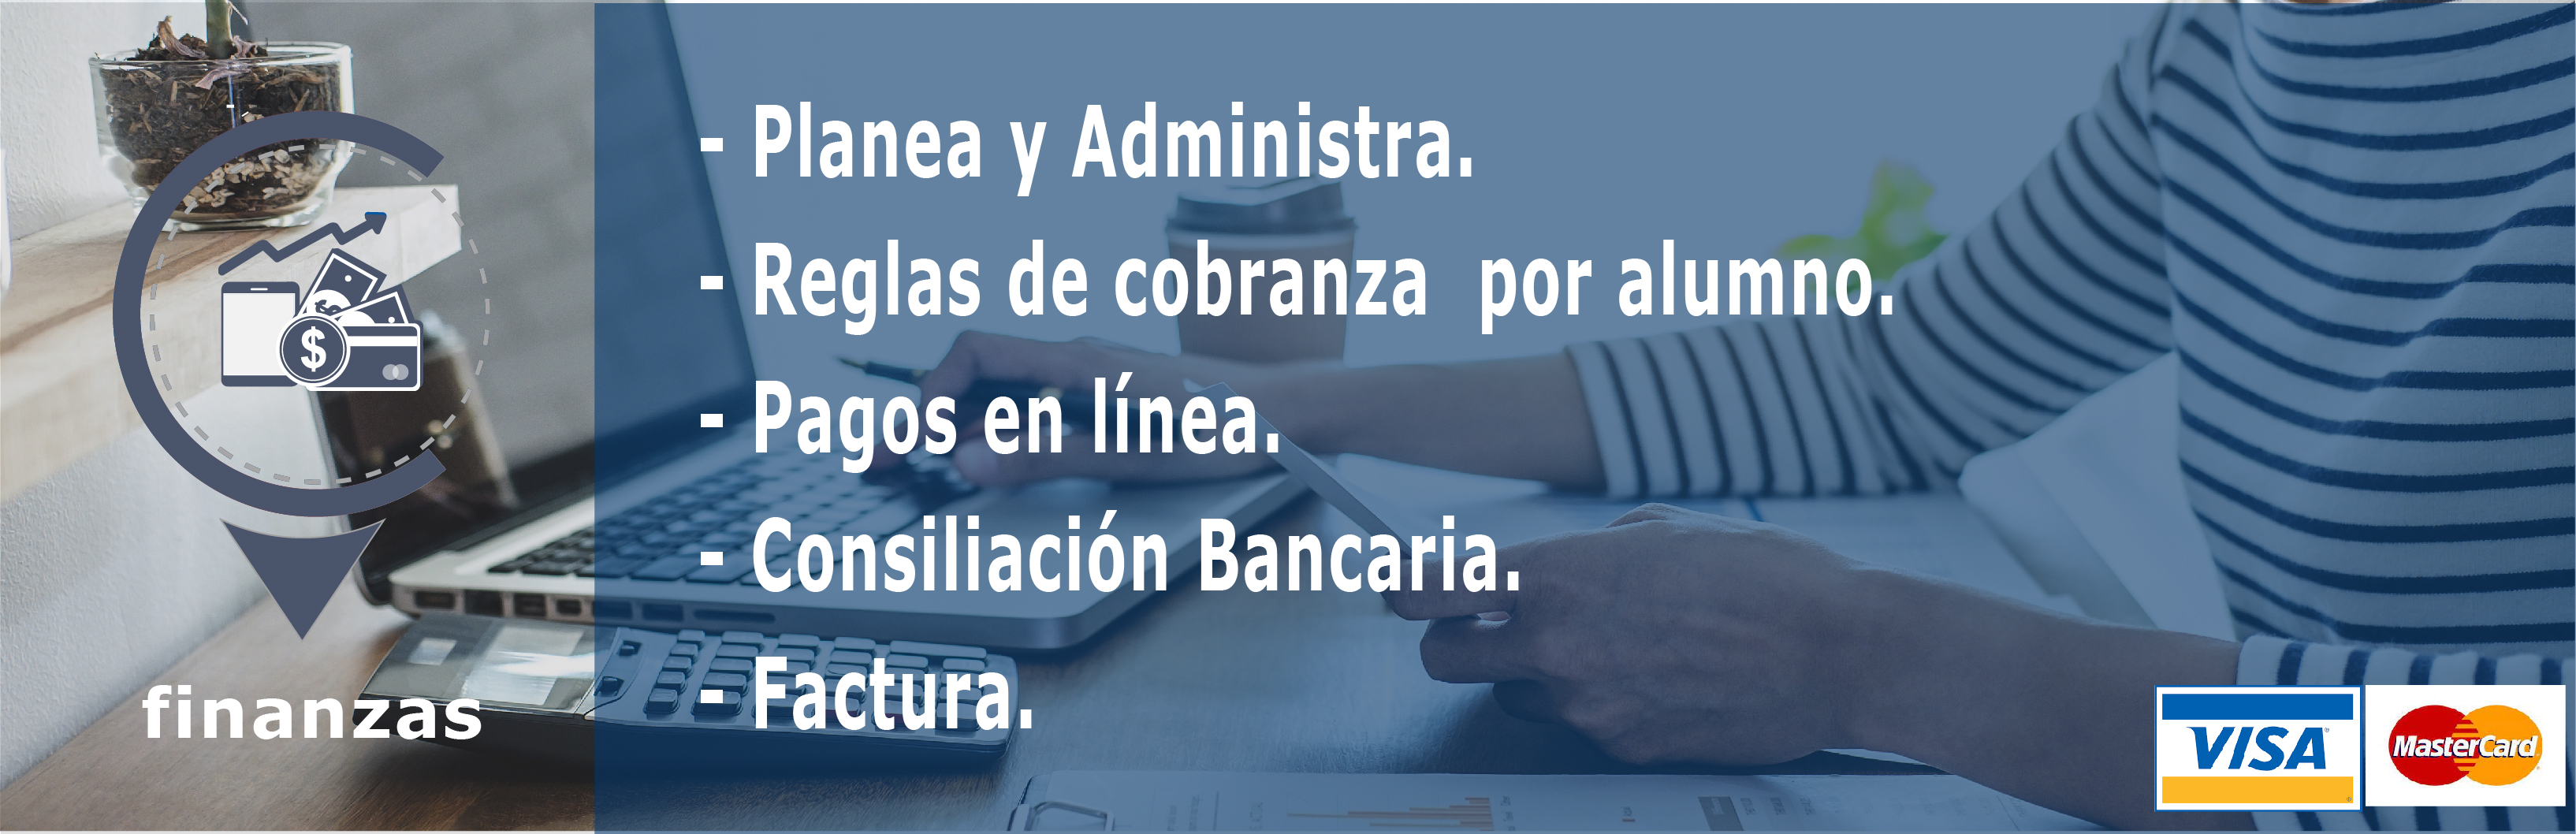 - Planea y Administra.
- Reglas de cobranza por alumno.
- Pagos en línea.
- Consiliación Bancaria.
- Factura.
$
finanzas
VISA
MasterCard